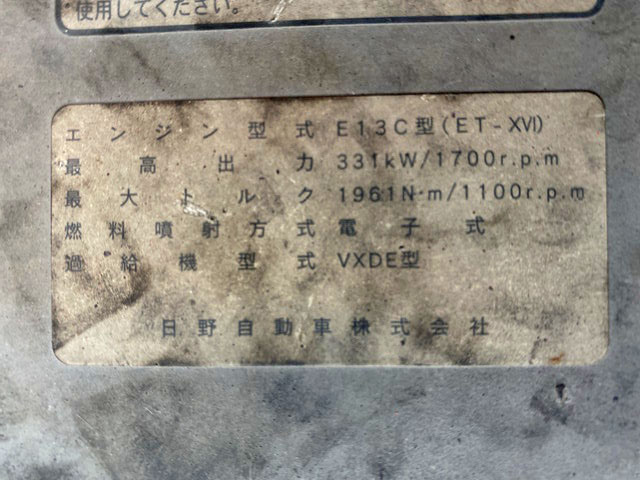 使用してください。
エンジン型式 E13C型(ET-XVI)
最高出力 331kW/1700r.p.m
最大トルク 1961N·m/1100r.p.m
燃料噴射方式 電子式
過給機型式 VXDE型
日野自動車株式会社